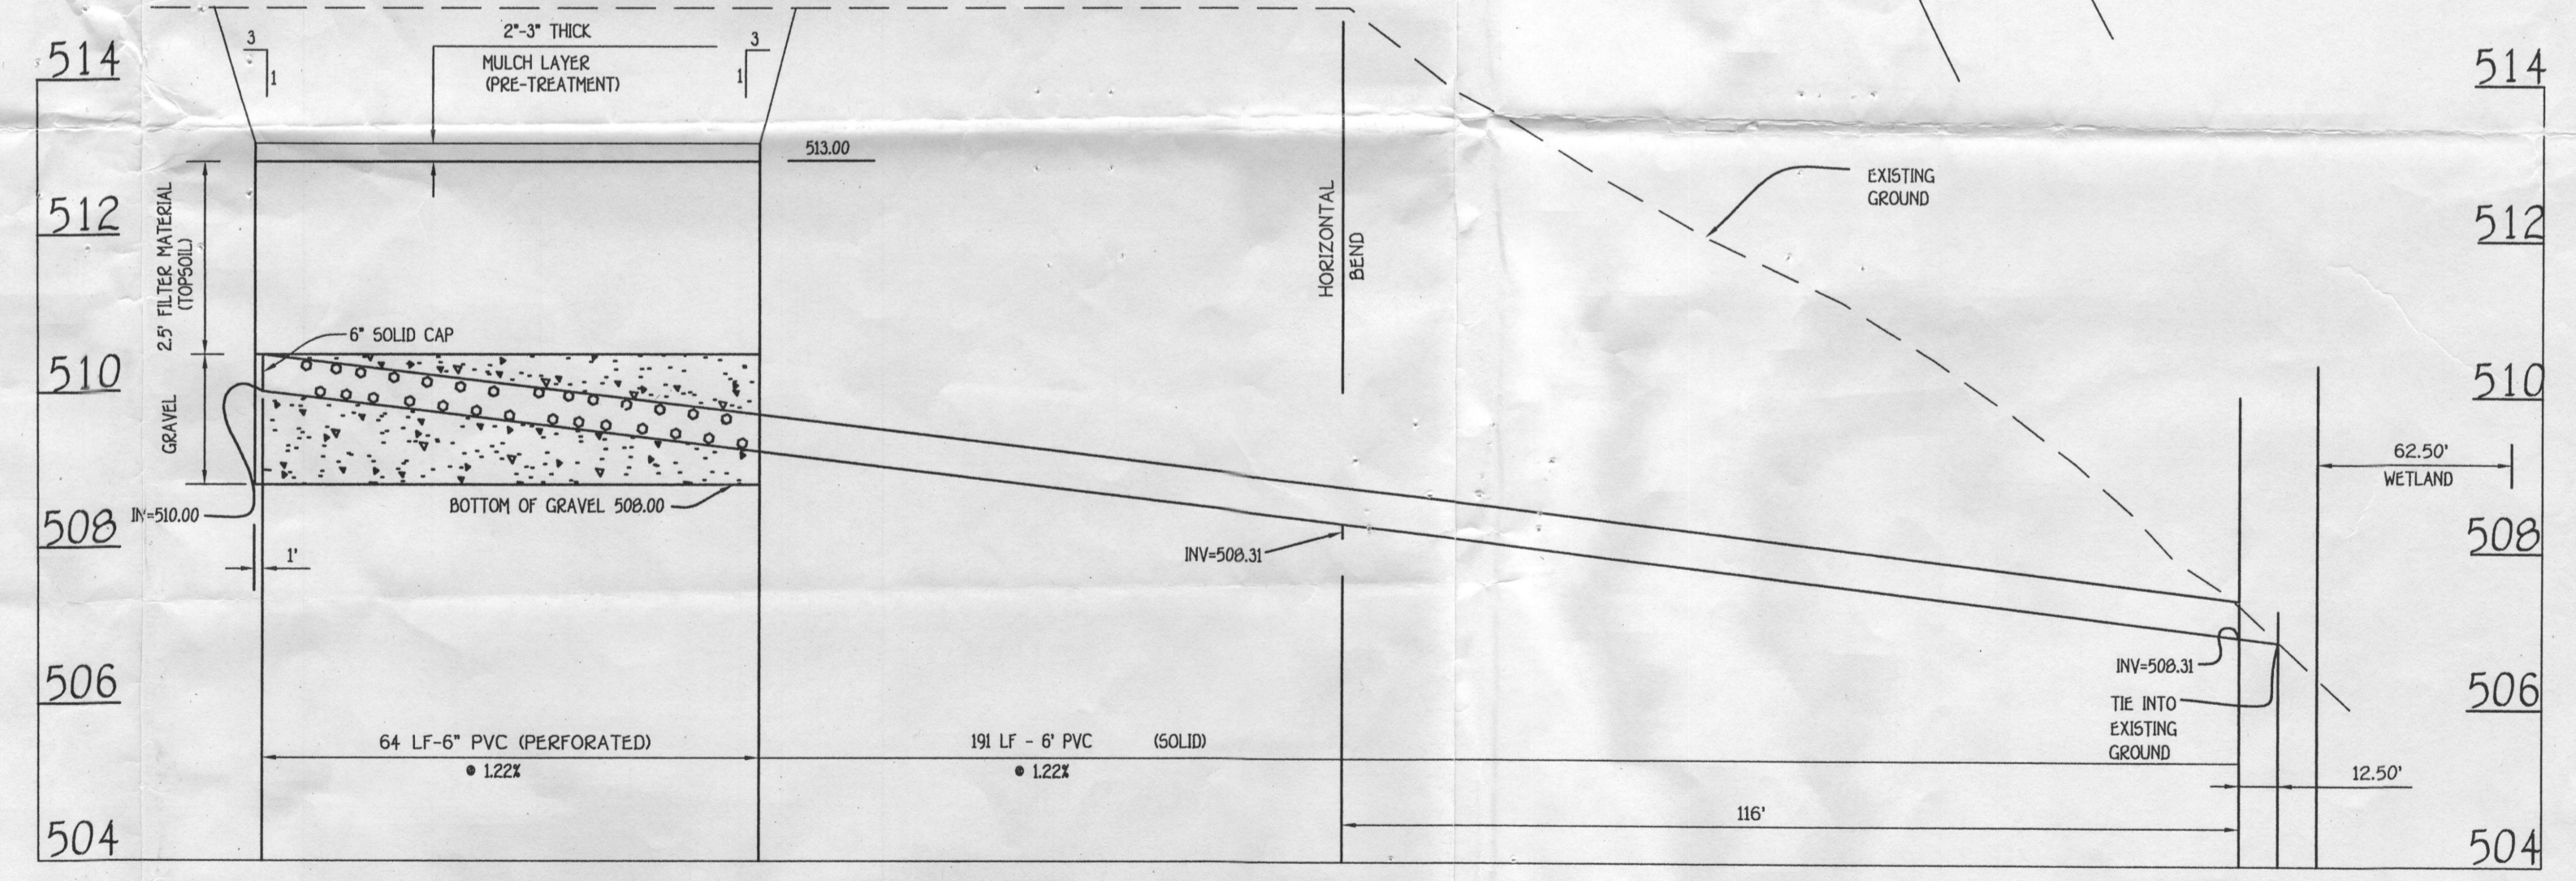 514
512
510
508
506
504
3
1
2"-3" THICK
MULCH LAYER
(PRE-TREATMENT)
3
1
513.00
2.5' FILTER MATERIAL
(TOPSOIL)
GRAVEL
6" SOLID CAP
INV=510.00
BOTTOM OF GRAVEL 508.00
1'
64 LF-6" PVC (PERFORATED)
@ 1.22%
191 LF - 6' PVC (SOLID)
@ 1.22%
HORIZONTAL
BEND
INV=508.31
EXISTING
GROUND
62.50'
WETLAND
INV=508.31
TIE INTO
EXISTING
GROUND
12.50'
116'
514
512
510
508
506
504